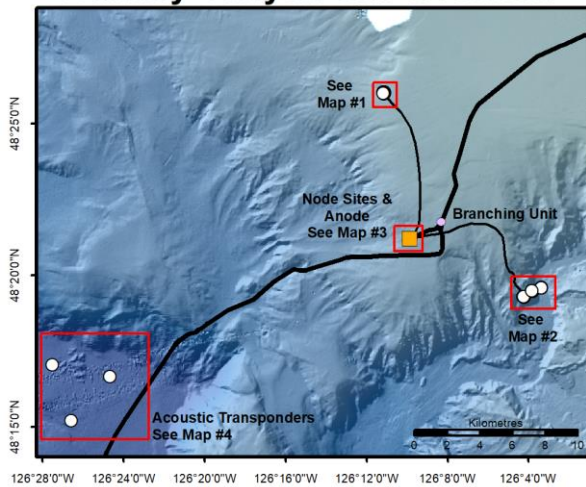 48°25'0"N
See
Map #1
Node Sites &
Anode
See Map #3
Branching Unit
48°20'0"N
See
Map #2
Acoustic Transponders
See Map #4
48°15'0"N
Kilometres
0 2 4 6 8 10
126°28'0"W 126°24'0"W 126°20'0"W 126°16'0"W 126°12'0"W 126°8'0"W 126°4'0"W